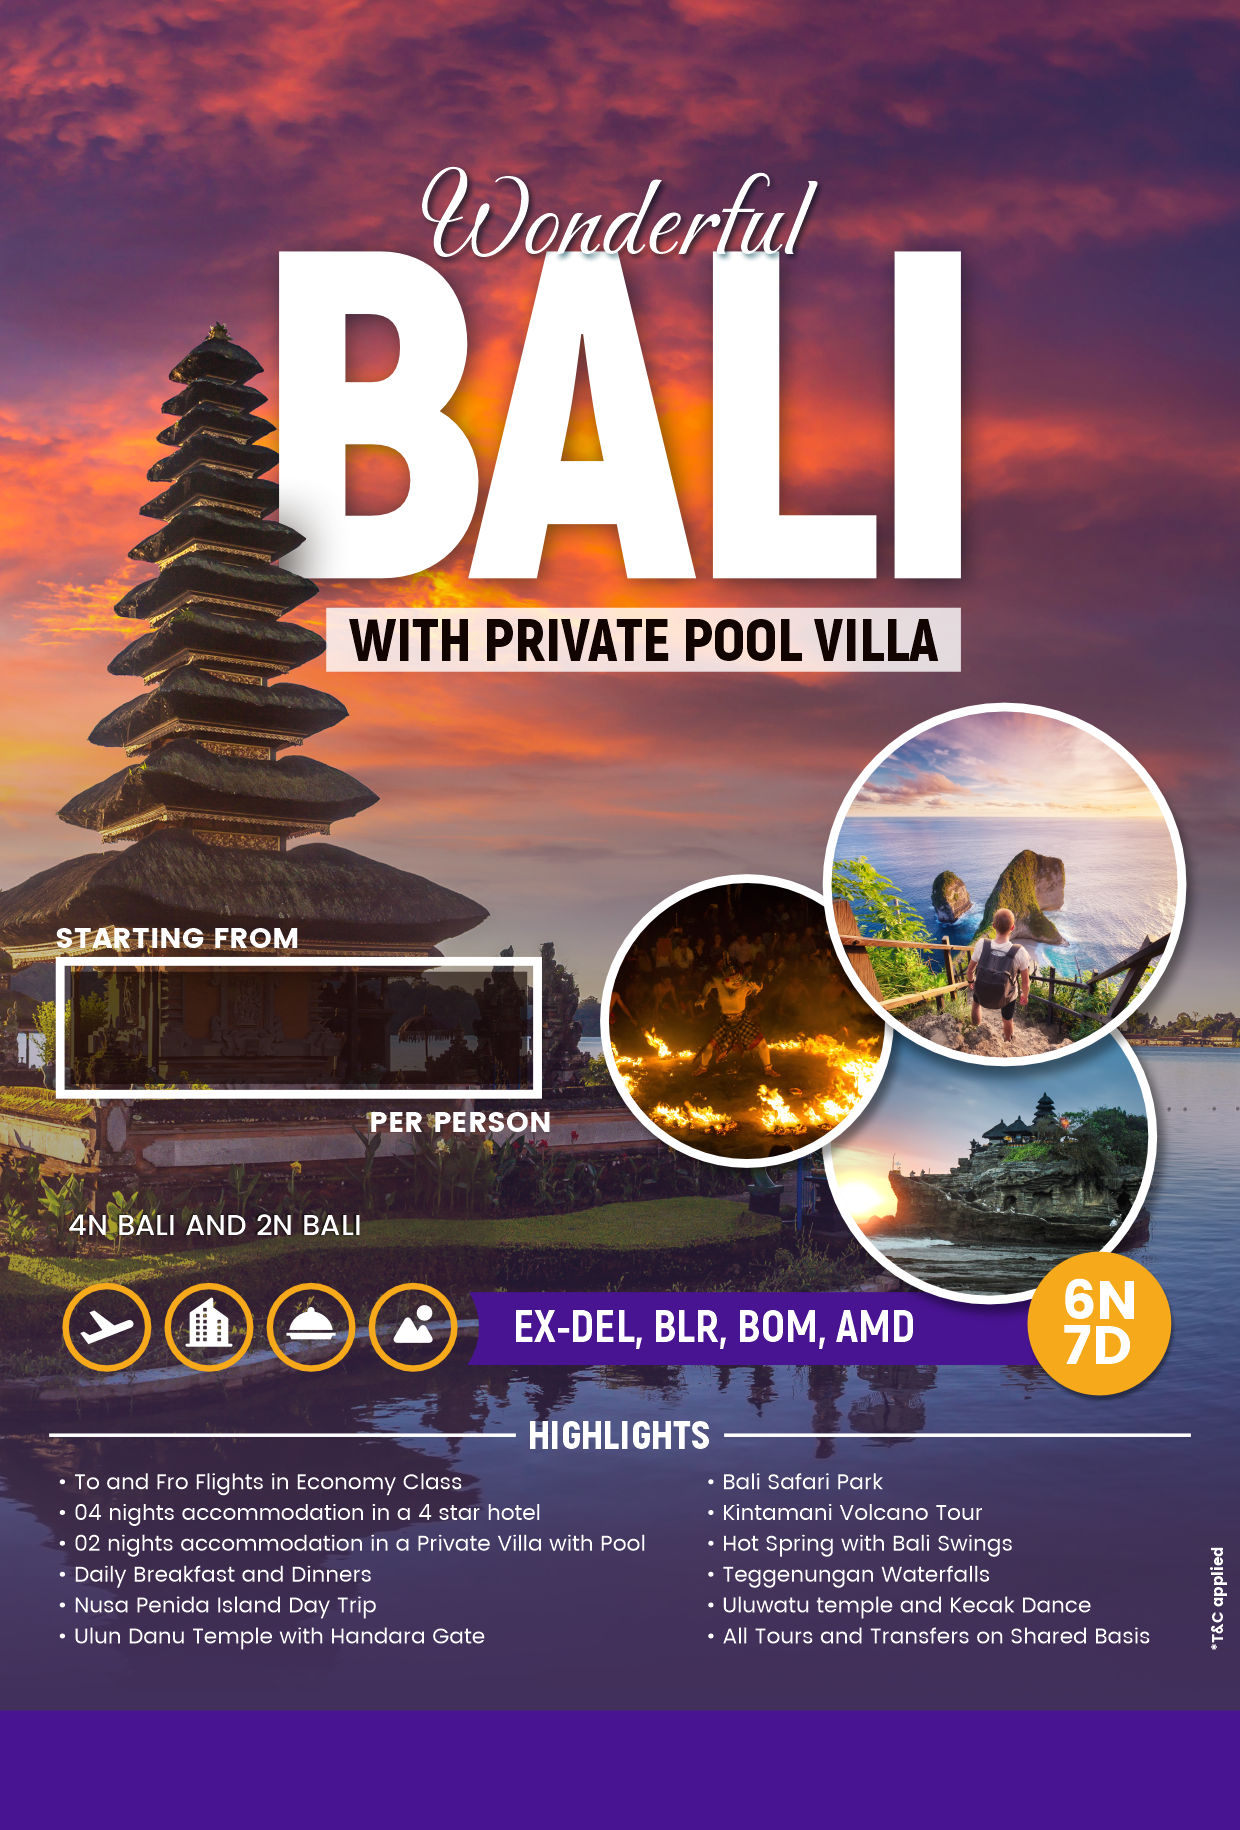 Wonderful
BALI
WITH PRIVATE POOL VILLA
STARTING FROM
PER PERSON
4N BALI AND 2N BALI
EX-DEL, BLR, BOM, AMD
6N
7D
HIGHLIGHTS
• To and Fro Flights in Economy Class
• 04 nights accommodation in a 4 star hotel
• 02 nights accommodation in a Private Villa with Pool
• Daily Breakfast and Dinners
• Nusa Penida Island Day Trip
• Ulun Danu Temple with Handara Gate
• Bali Safari Park
• Kintamani Volcano Tour
• Hot Spring with Bali Swings
• Teggenungan Waterfalls
• Uluwatu temple and Kecak Dance
• All Tours and Transfers on Shared Basis
*T&C applied